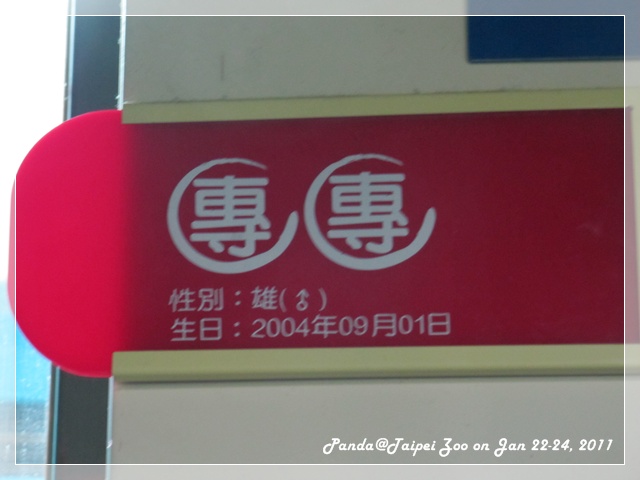 專專
性別：雄(♂)
生日：2004年09月01日
Panda@Taipei Zoo on Jan 22-24, 2011